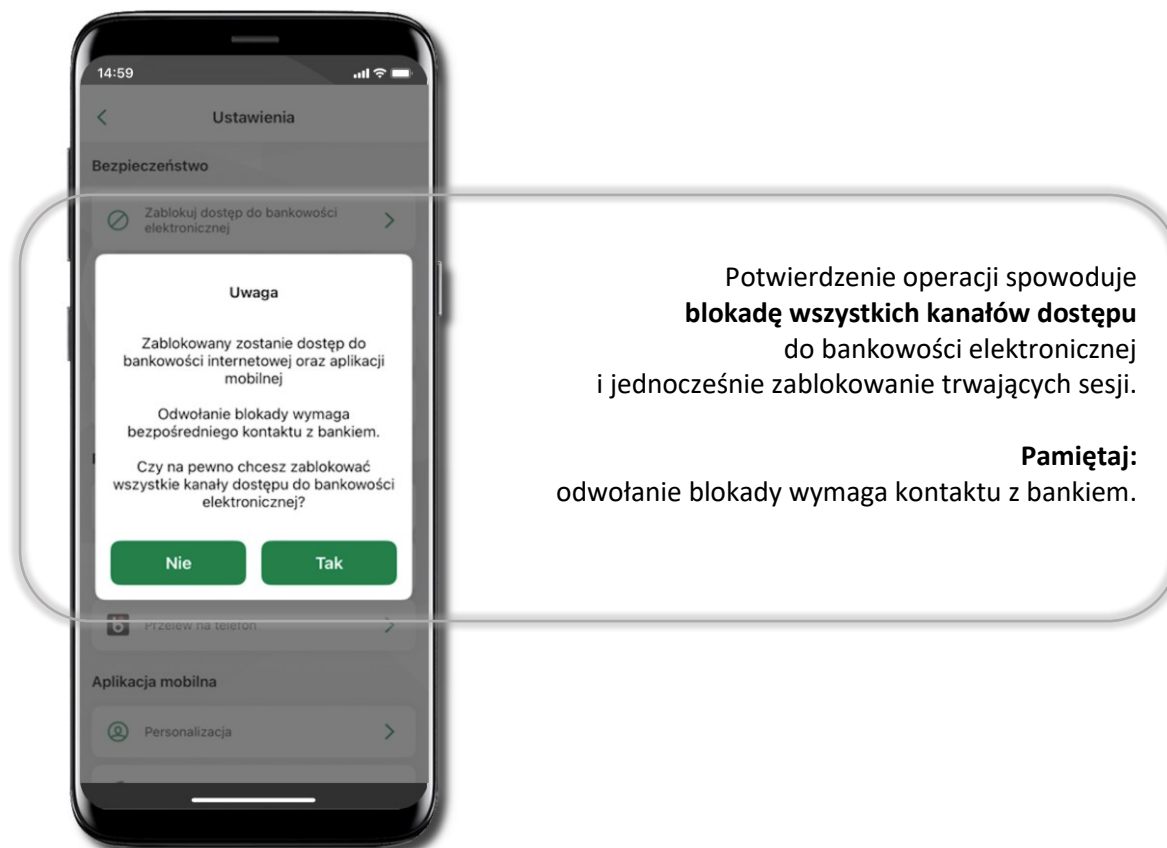 14:59
Ustawienia
Bezpieczeństwo
Zablokuj dostęp do bankowości
elektronicznej
Uwaga
Zablokowany zostanie dostęp do
bankowości internetowej oraz aplikacji
mobilnej
Odwołanie blokady wymaga
bezpośredniego kontaktu z bankiem.
Czy na pewno chcesz zablokować
wszystkie kanały dostępu do bankowości
elektronicznej?
Nie Tak
Przelew na telefon
Aplikacja mobilna
Personalizacja
Potwierdzenie operacji spowoduje
blokadę wszystkich kanałów dostępu
do bankowości elektronicznej
i jednocześnie zablokowanie trwających sesji.
Pamiętaj:
odwołanie blokady wymaga kontaktu z bankiem.